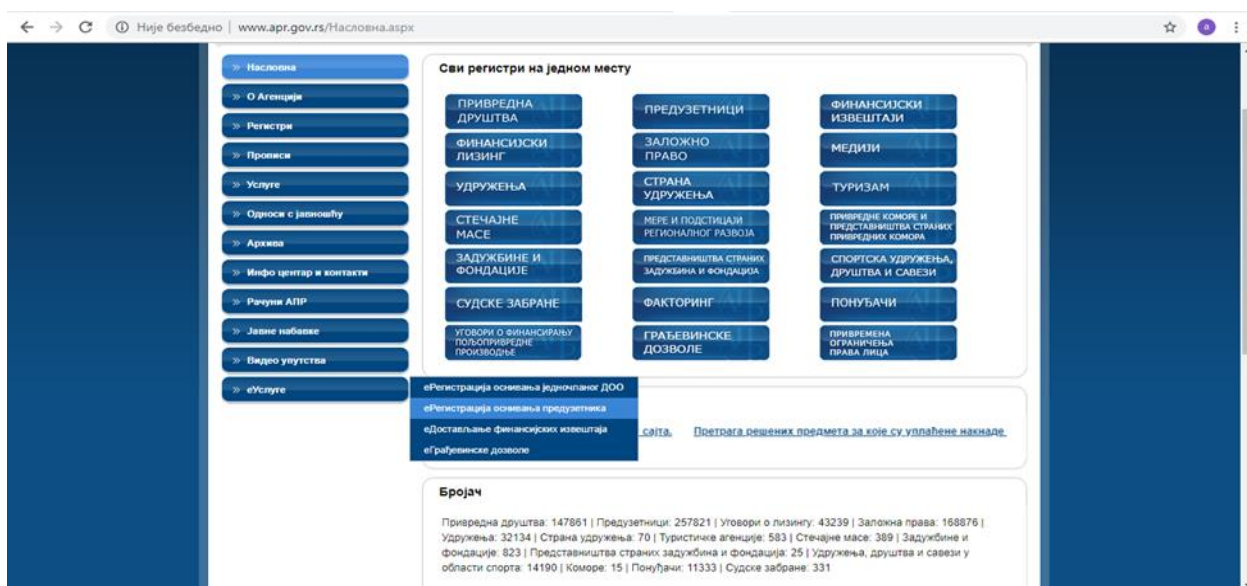 Није безбедно | www.apr.gov.rs/Насловна.aspx
a
» Насловна
» О Агенцији
» Регистри
» Прописи
» Услуге
» Односи с јавношћу
» Архива
» Инфо центар и контакти
» Рачуни АПР
» Јавне набавке
» Видео упутства
» еУслуге
Сви регистри на једном месту
ПРИВРЕДНА
ДРУШТВА
ПРЕДУЗЕТНИЦИ
ФИНАНСИЈСКИ
ИЗВЕШТАЈИ
ФИНАНСИЈСКИ
ЛИЗИНГ
ЗАЛОЖНО
ПРАВО
МЕДИЈИ
УДРУЖЕЊА
СТРАНА
УДРУЖЕЊА
ТУРИЗАМ
СТЕЧАЈНЕ
МАСЕ
МЕРЕ И ПОДСТИЦАЈИ
РЕГИОНАЛНОГ РАЗВОЈА
ПРИВРЕДНЕ КОМОРЕ И
ПРЕДСТАВНИШТВА СТРАНИХ
ПРИВРЕДНИХ КОМОРА
ЗАДУЖБИНЕ И
ФОНДАЦИЈЕ
ПРЕДСТАВНИШТВА СТРАНИХ
ЗАДУЖБИНА И ФОНДАЦИЈА
СПОРТСКА УДРУЖЕЊА,
ДРУШТВА И САВЕЗИ
СУДСКЕ ЗАБРАНЕ
ФАКТОРИНГ
ПОНУЂАЧИ
УГОВОРИ О ФИНАНСИРАЊУ
ПОЉОПРИВРЕДНЕ
ПРОИЗВОДЊЕ
ГРАЂЕВИНСКЕ
ДОЗВОЛЕ
ПРИВРЕМЕНА
ОГРАНИЧЕЊА
ПРАВА ЛИЦА
еРегистрација оснивања једночланог ДОО
еРегистрација оснивања предузетника
еДостављање финансијских извештаја
еГрађевинске дозволе
сајта. Претрага решених предмета за које су уплаћене накнаде
Бројач
Привредна друштва: 147861 | Предузетници: 257821 | Уговори о лизингу: 43239 | Заложна права: 168876 |
Удружења: 32134 | Страна удружења: 70 | Туристичке агенције: 583 | Стечајне масе: 389 | Задужбине и
фондације: 823 | Представништва страних задужбина и фондација: 25 | Удружења, друштва и савези у
области спорта: 14190 | Коморе: 15 | Понуђачи: 11333 | Судске забране: 331